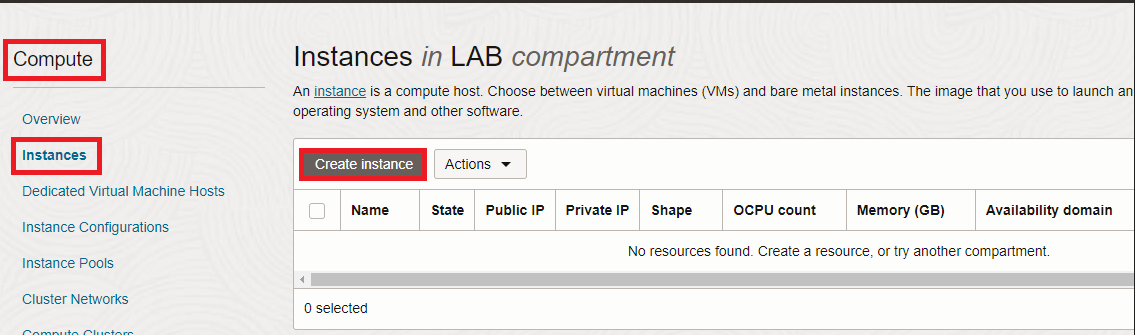 Compute
Overview
Instances
Dedicated Virtual Machine Hosts
Instance Configurations
Instance Pools
Cluster Networks
Compute Clusters
Instances in LAB compartment
An instance is a compute host. Choose between virtual machines (VMs) and bare metal instances. The image that you use to launch an
operating system and other software.
Create instance Actions
Name State Public IP Private IP Shape OCPU count Memory (GB) Availability domain
No resources found. Create a resource, or try another compartment.
0 selected